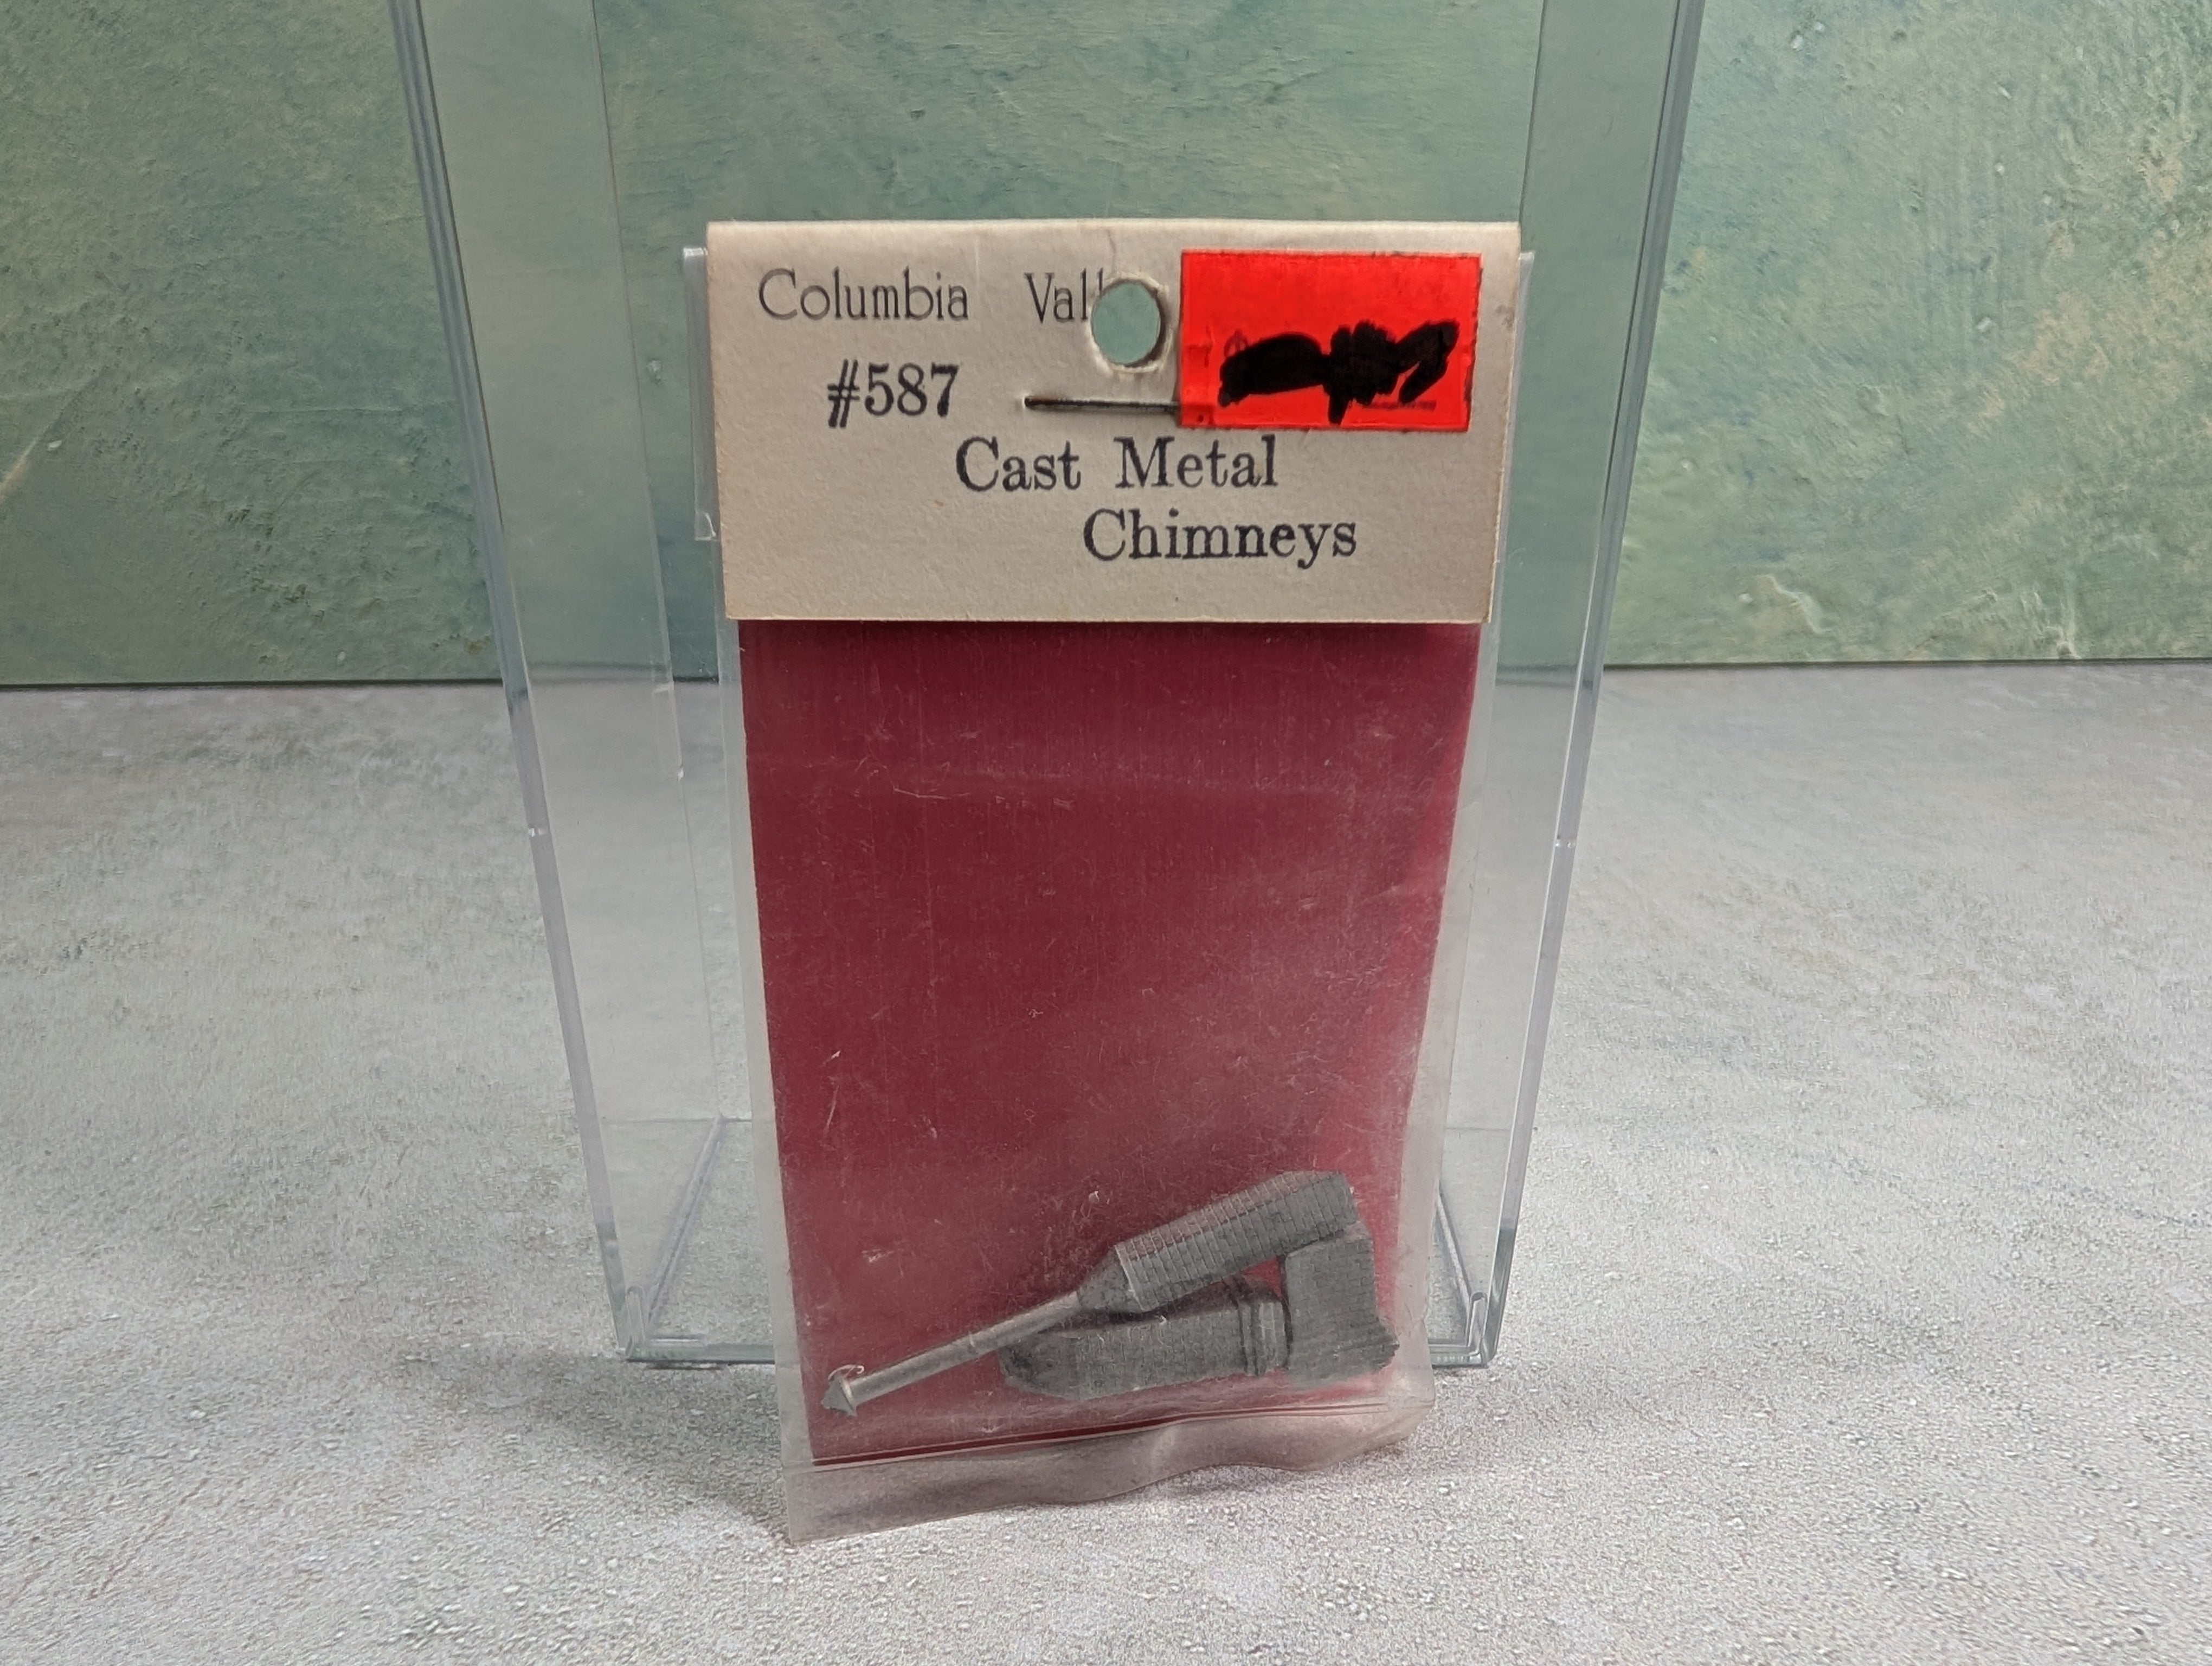 Columbia Vall
#587
Cast Metal
Chimneys